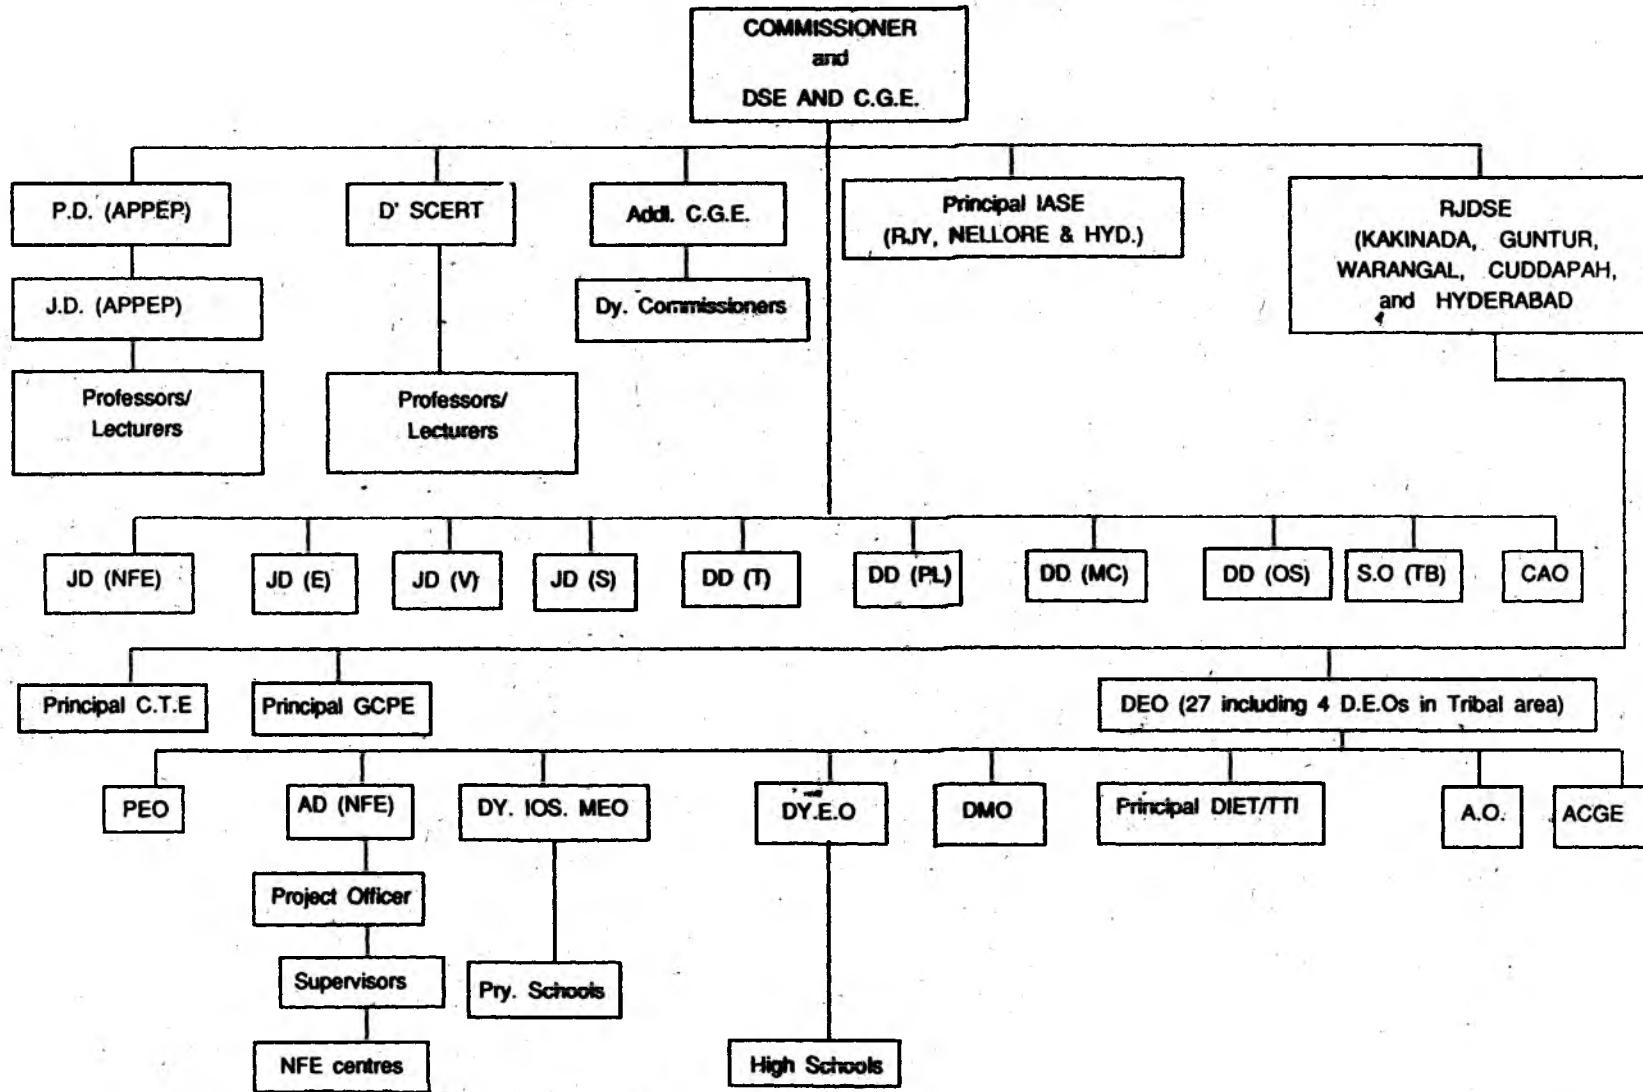 COMMISSIONER
and
DSE AND C.G.E.
P.D. (APPEP)
D' SCERT
Addl. C.G.E.
Principal IASE
(RJY, NELLORE & HYD.)
RJDSE
(KAKINADA, GUNTUR,
WARANGAL, CUDDAPAH,
and HYDERABAD
J.D. (APPEP)
Dy. Commissioners
Professors/
Lecturers
Professors/
Lecturers
JD (NFE)
JD (E)
JD (V)
JD (S)
DD (T)
DD (PL)
DD (MC)
DD (OS)
S.O (TB)
CAO
Principal C.T.E
Principal GCPE
DEO (27 including 4 D.E.Os in Tribal area)
PEO
AD (NFE)
DY. IOS. MEO
DY.E.O
DMO
Principal DIET/TTI
A.O.
ACGE
Project Officer
Supervisors
Pry. Schools
NFE centres
High Schools